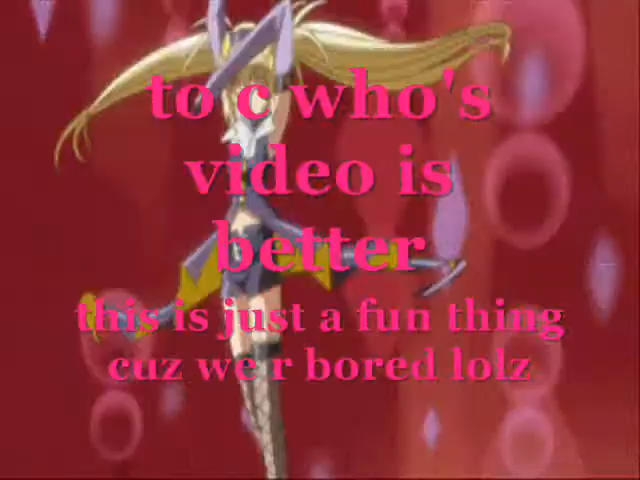 to c who's
video is
better
this is just a fun thing
cuz we r bored lolz